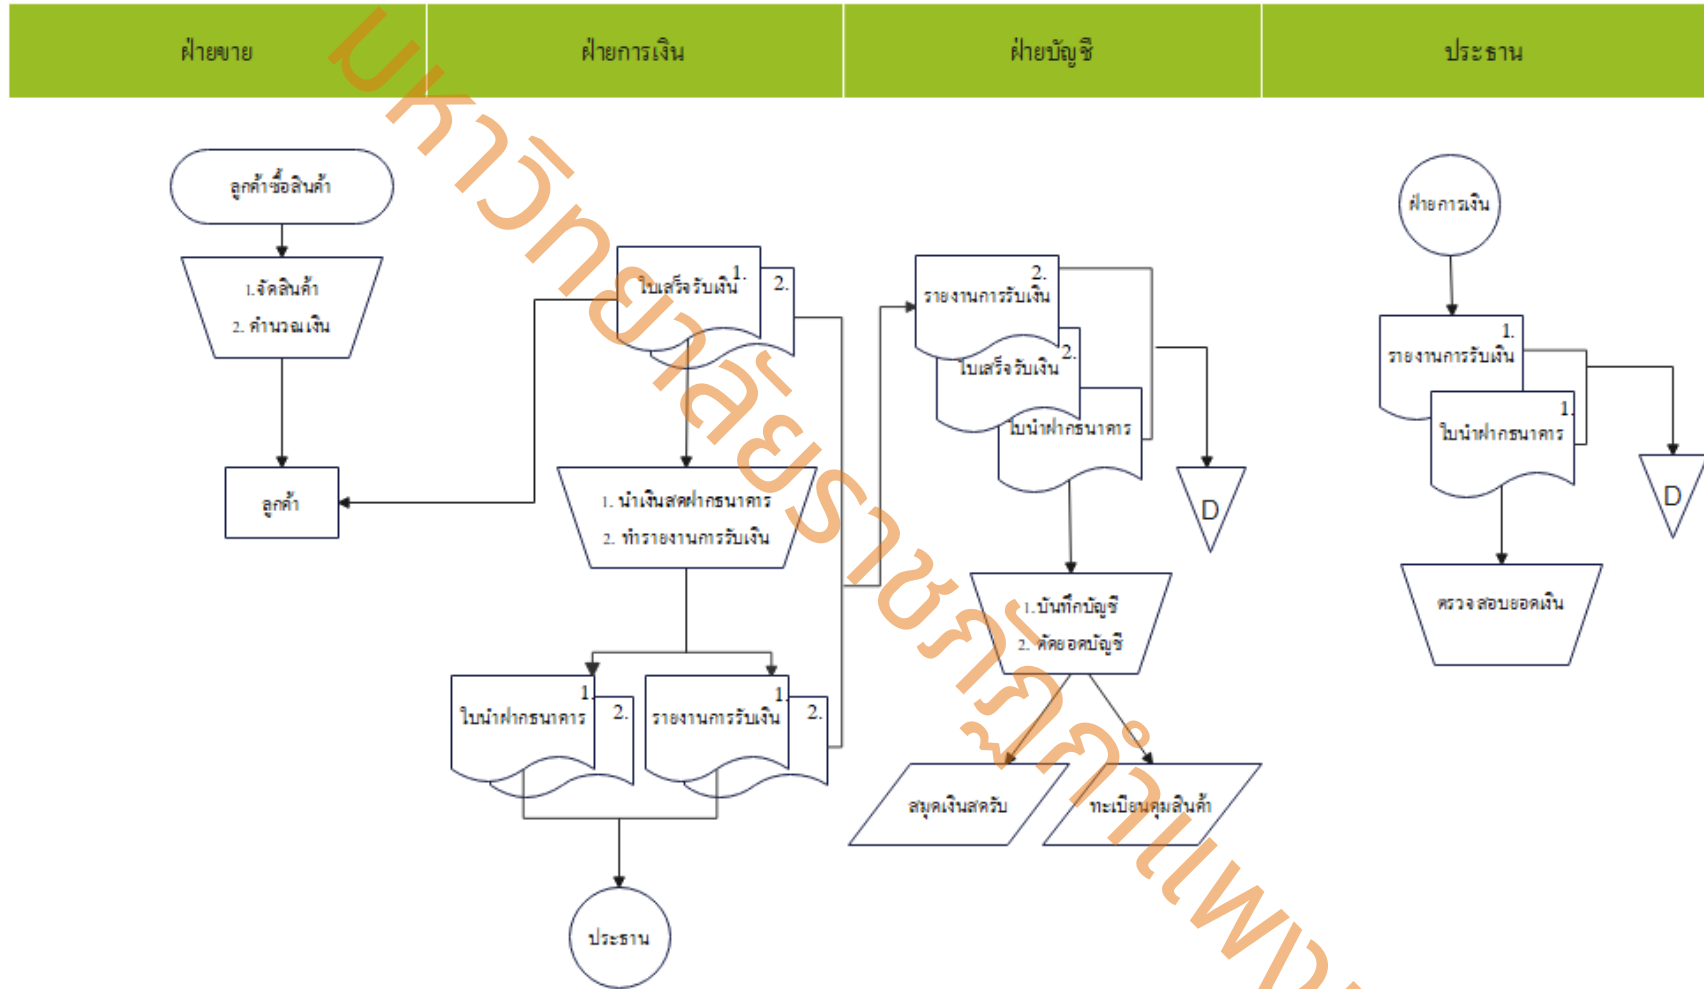 ฝ่ายขาย
ฝ่ายการเงิน
ฝ่ายบัญชี
ประธาน
ลูกค้าซื้อสินค้า
1.จัดสินค้า
2. คำนวณเงิน
ลูกค้า
ใบเสร็จรับเงิน
1.
2.
1. นำเงินสดฝากธนาคาร
2. ทำรายงานการรับเงิน
ใบนำฝากธนาคาร
1.
2.
รายงานการรับเงิน
1.
2.
ประธาน
รายงานการรับเงิน
2.
ใบเสร็จรับเงิน
2.
ใบนำฝากธนาคาร
D
1.บันทึกบัญชี
2. ตัดยอดบัญชี
สมุดเงินสดรับ
ทะเบียนคุมสินค้า
ฝ่ายการเงิน
รายงานการรับเงิน
1.
ใบนำฝากธนาคาร
1.
D
ตรวจสอบยอดเงิน
มหาวิทยาลัยราชภัฏกำแพง